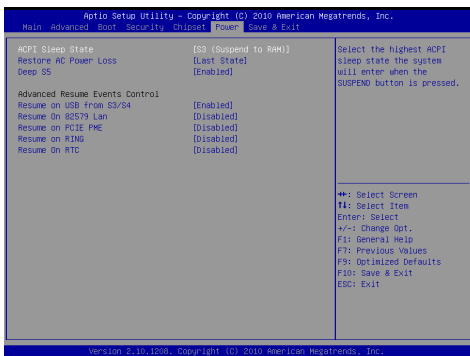 Aptio Setup Utility – Copyright (C) 2010 American Megatrends, Inc.
Main Advanced Boot Security Chipset Power Save & Exit
ACPI Sleep State [S3 (Suspend to RAM)]
Restore AC Power Loss [Last State]
Deep S5 [Enabled]
Advanced Resume Events Control
Resume on USB from S3/S4 [Enabled]
Resume On 82579 Lan [Disabled]
Resume on PCIE PME [Disabled]
Resume on RING [Disabled]
Resume On RTC [Disabled]
Select the highest ACPI
sleep state the system
will enter when the
SUSPEND button is pressed.
→←: Select Screen
↑↓: Select Item
Enter: Select
+/-: Change Opt.
F1: General Help
F7: Previous Values
F9: Optimized Defaults
F10: Save & Exit
ESC: Exit
Version 2.10.1208. Copyright (C) 2010 American Megatrends, Inc.